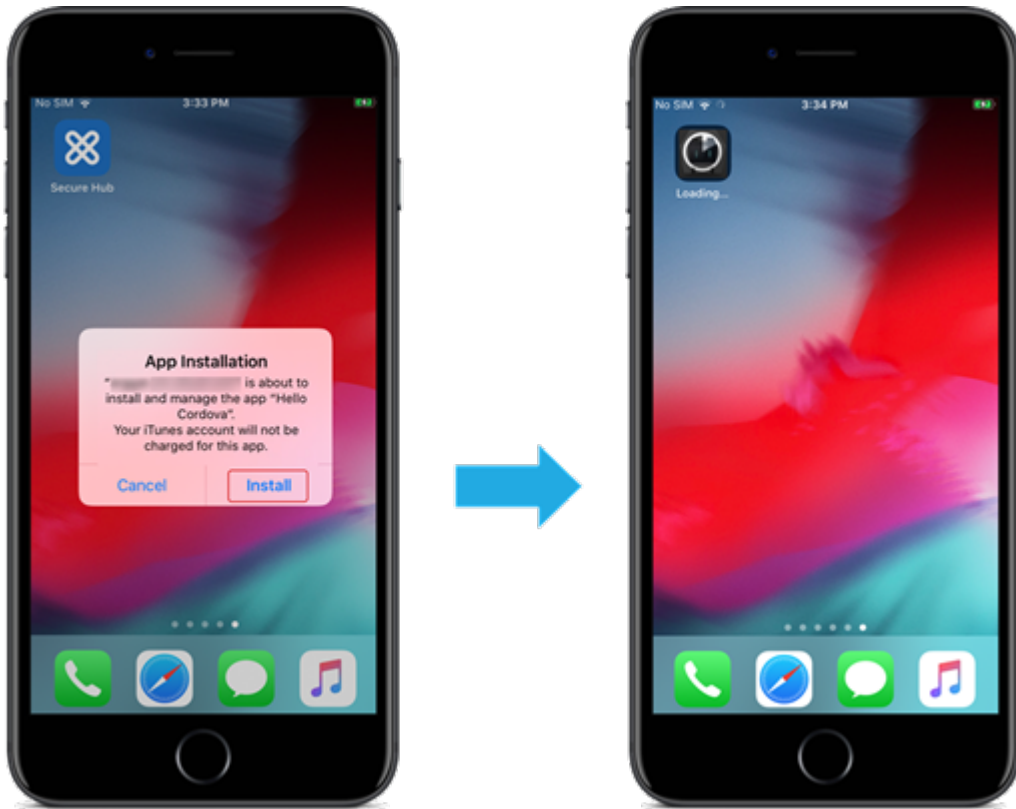 No SIM
3:33 PM
Secure Hub
App Installation
" is about to
install and manage the app "Hello
Cordova".
Your iTunes account will not be
charged for this app.
Cancel
Install
No SIM
3:34 PM
Loading...